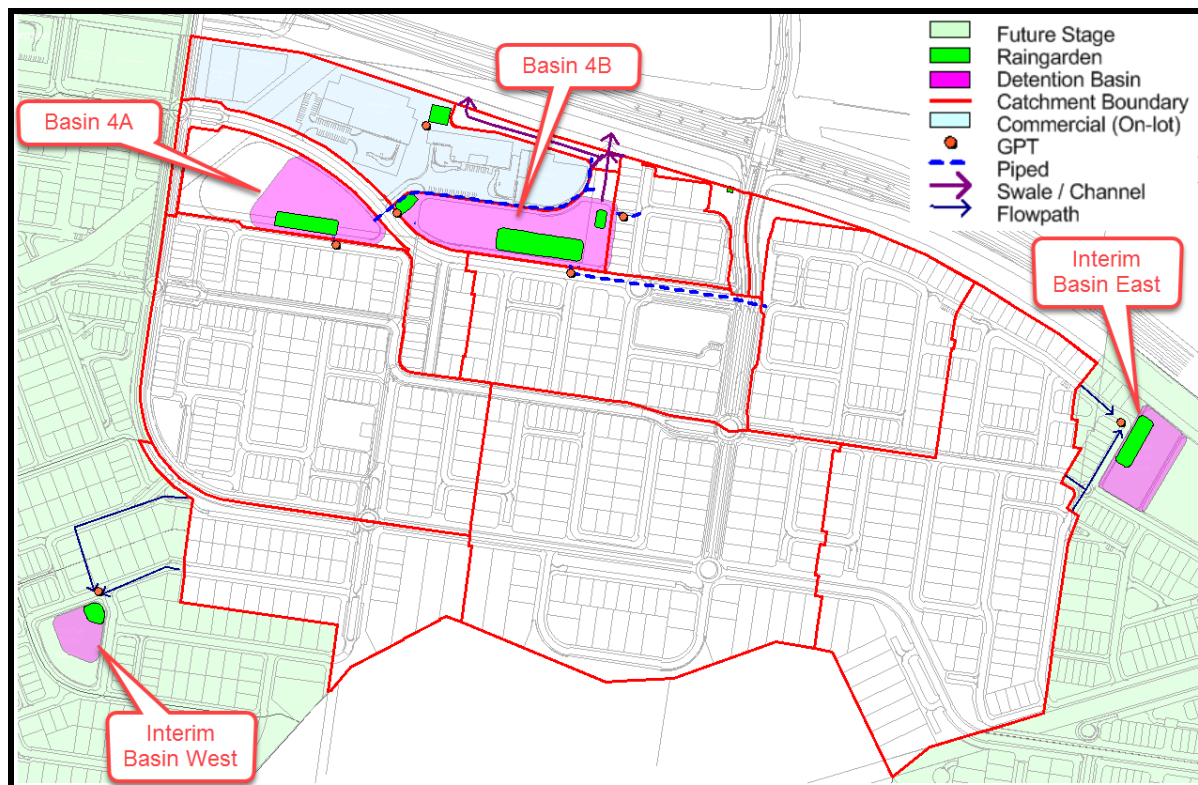 Basin 4A
Basin 4B
Future Stage
Raingarden
Detention Basin
Catchment Boundary
Commercial (On-lot)
GPT
Piped
Swale / Channel
Flowpath
Interim
Basin East
Interim
Basin West